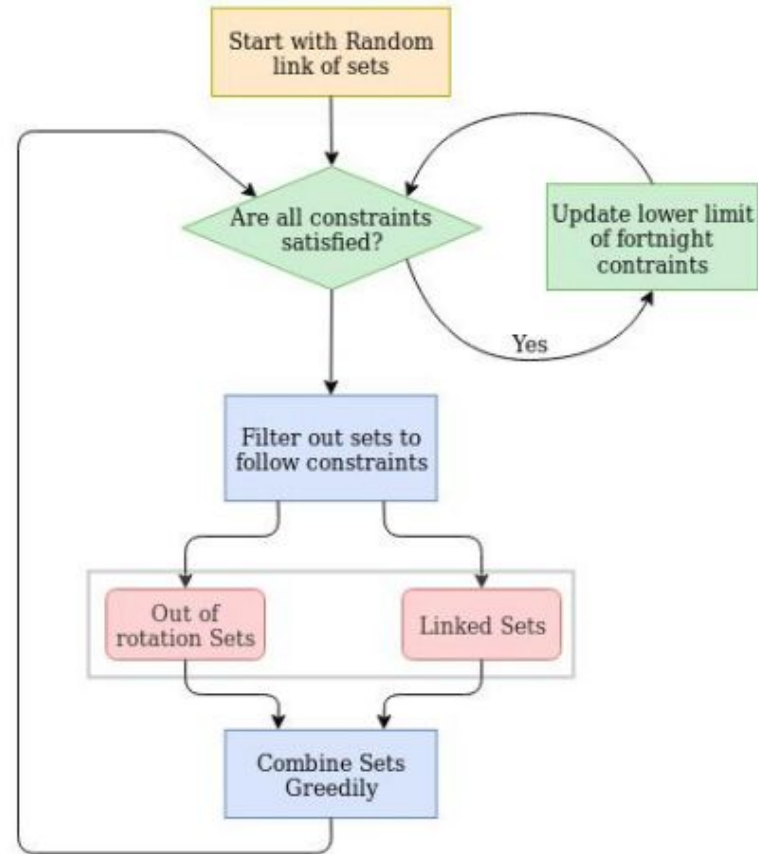 Start with Random
link of sets
Are all constraints
satisfied?
Update lower limit
of fortnight
contraints
Yes
Filter out sets to
follow constraints
Out of
rotation Sets
Linked Sets
Combine Sets
Greedily